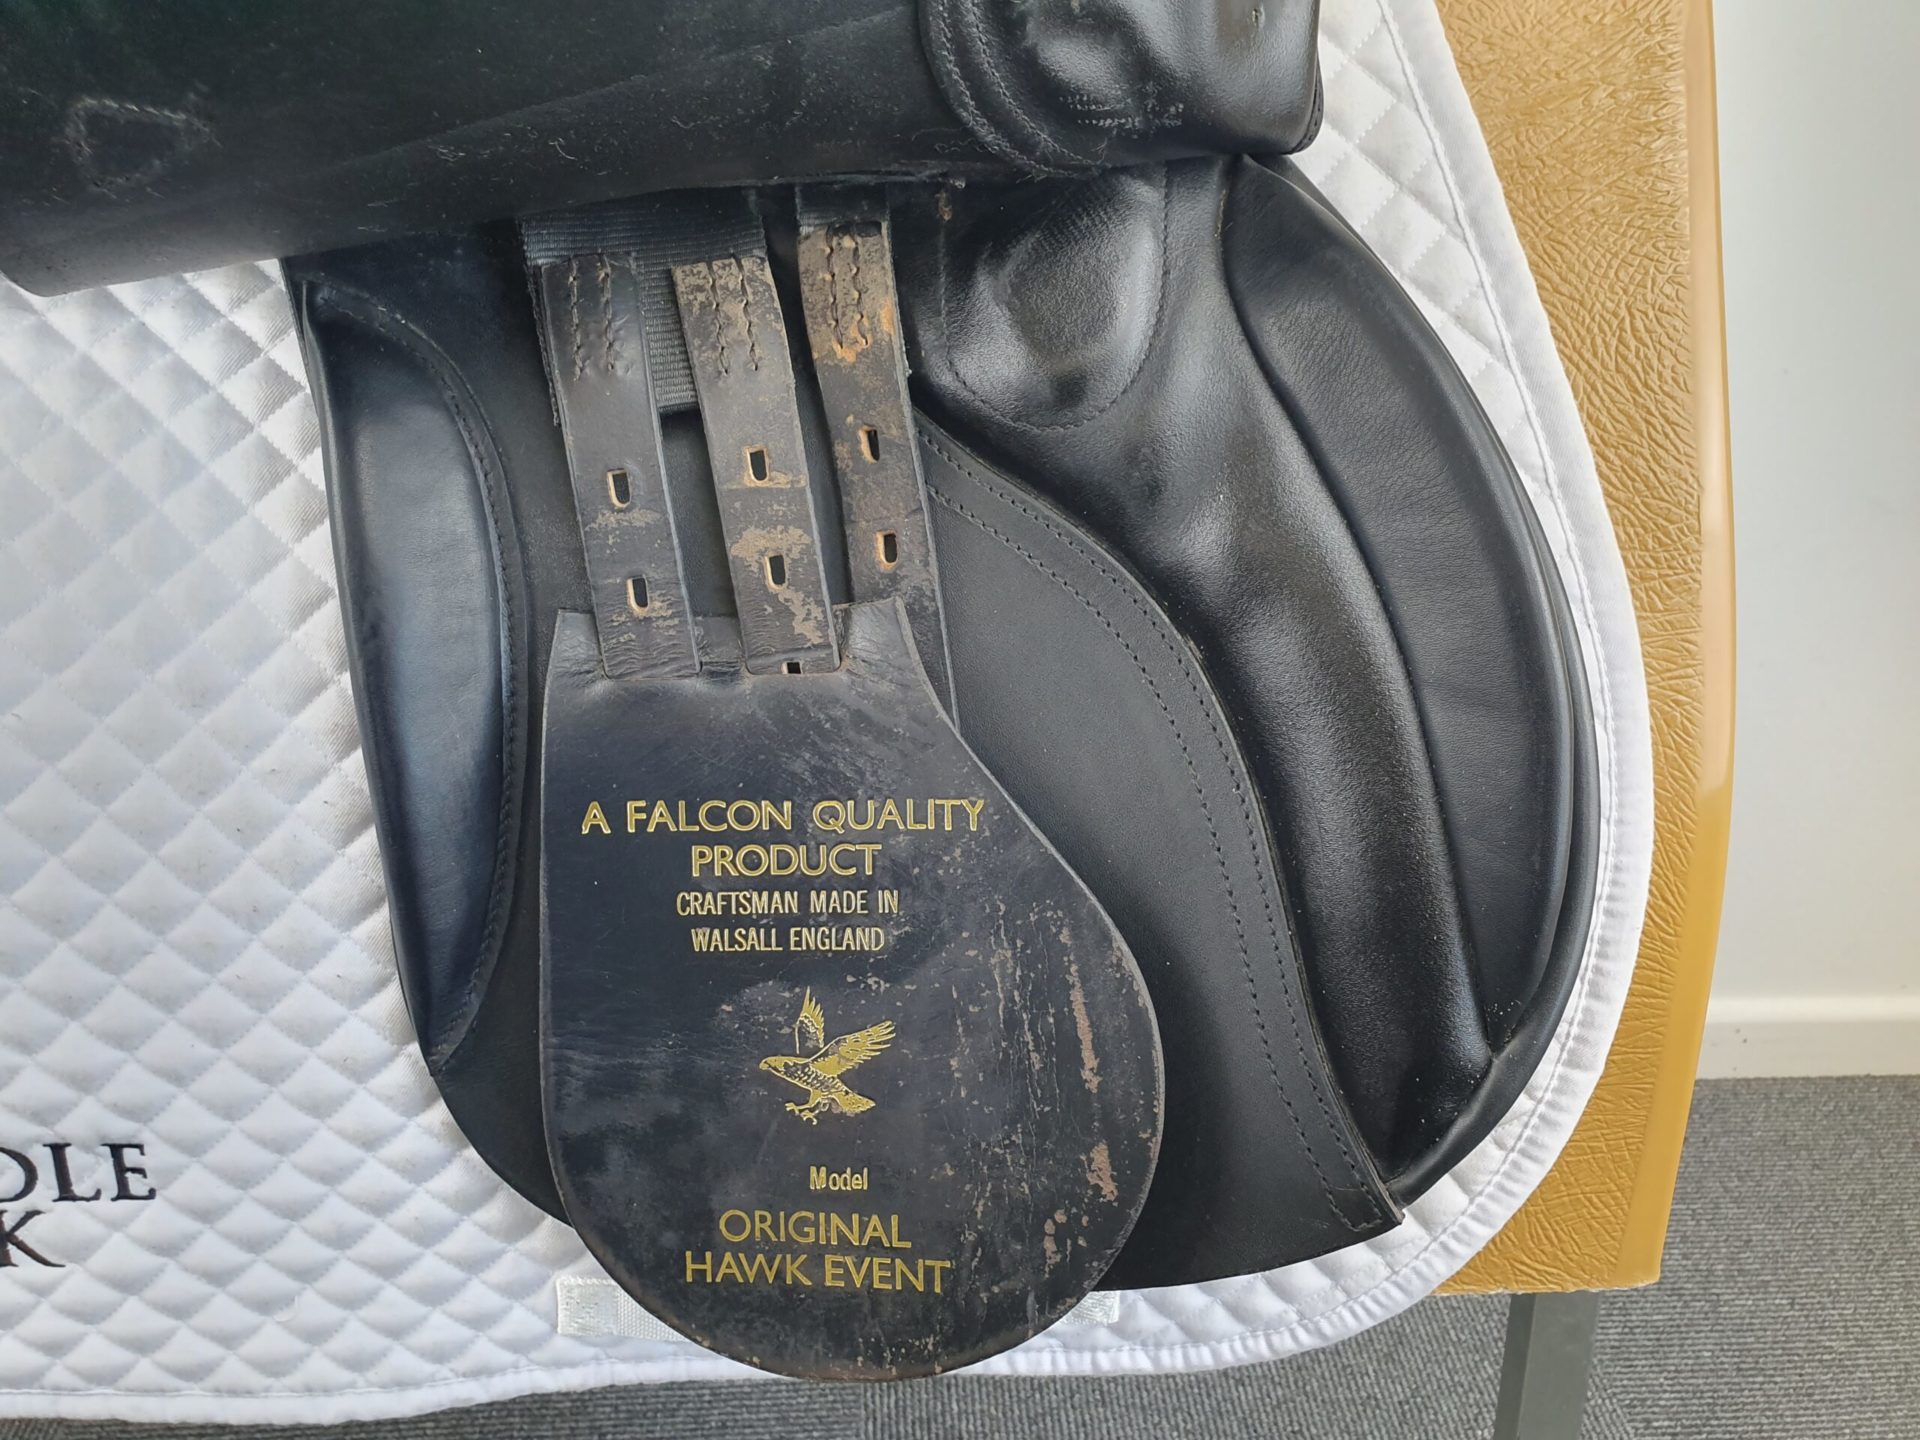 A FALCON QUALITY
PRODUCT
CRAFTSMAN MADE IN
WALSALL ENGLAND
Model
ORIGINAL
HAWK EVENT